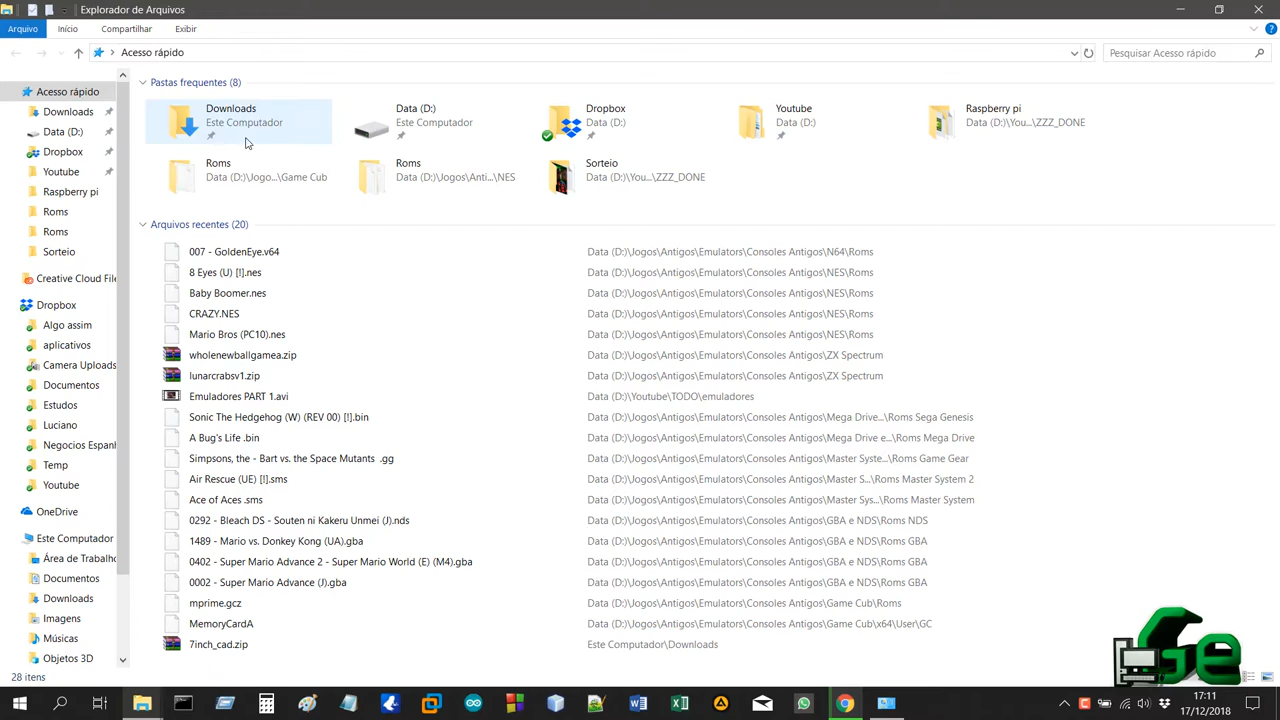 Explorador de Arquivos
Arquivo Início Compartilhar Exibir
Acesso rápido Pesquisar Acesso rápido
Acesso rápido
Downloads
Data (D:)
Dropbox
Youtube
Raspberry pi
Roms
Roms
Sorteio
Creative Cloud File
Dropbox
Algo assim
aplicativos
Camera Uploads
Documentos
Estudos
Luciano
Negocios Espanh
Temp
Youtube
OneDrive
Este Computador
Área de Trabalho
Documentos
Downloads
Imagens
Músicas
Objetos 3D
Pastas frequentes (8)
Downloads
Este Computador
Data (D:)
Este Computador
Dropbox
Data (D:)
Youtube
Data (D:)
Raspberry pi
Data (D:)\You...\ZZZ_DONE
Roms
Data (D:)\Jogo...\Game Cub
Roms
Data (D:)\Jogos\Anti...\NES
Sorteio
Data (D:)\You...\ZZZ_DONE
Arquivos recentes (20)
007 - GoldenEye.v64 Data (D:)\Jogos\Antigos\Emulators\Consoles Antigos\N64\Roms
8 Eyes (U) [!].nes Data (D:)\Jogos\Antigos\Emulators\Consoles Antigos\NES\Roms
Baby Boomer.nes Data (D:)\Jogos\Antigos\Emulators\Consoles Antigos\NES\Roms
CRAZY.NES Data (D:)\Jogos\Antigos\Emulators\Consoles Antigos\NES\Roms
Mario Bros (PC10).nes Data (D:)\Jogos\Antigos\Emulators\Consoles Antigos\NES\Roms
wholenewballgamea.zip Data (D:)\Jogos\Antigos\Emulators\Consoles Antigos\ZX Spectrum
lunarcrabsv1.zip Data (D:)\Jogos\Antigos\Emulators\Consoles Antigos\ZX Spectrum
Emuladores PART 1.avi Data (D:)\Youtube\TODO\emuladores
Sonic The Hedgehog (W) (REV 00) [!].bin Data (D:)\Jogos\Antigos\Emulators\Consoles Antigos\Mega Drive...\Roms Sega Genesis
A Bug's Life .bin Data (D:)\Jogos\Antigos\Emulators\Consoles Antigos\Mega Drive e...\Roms Mega Drive
Simpsons, the - Bart vs. the Space Mutants .gg Data (D:)\Jogos\Antigos\Emulators\Consoles Antigos\Master Syste...\Roms Game Gear
Air Rescue (UE) [!].sms Data (D:)\Jogos\Antigos\Emulators\Consoles Antigos\Master S...\Roms Master System 2
Ace of Aces .sms Data (D:)\Jogos\Antigos\Emulators\Consoles Antigos\Master Sys...\Roms Master System
0292 - Bleach DS - Souten ni Kakeru Unmei (J).nds Data (D:)\Jogos\Antigos\Emulators\Consoles Antigos\GBA e NDS\Roms NDS
1489 - Mario vs. Donkey Kong (UA).gba Data (D:)\Jogos\Antigos\Emulators\Consoles Antigos\GBA e NDS\Roms GBA
0402 - Super Mario Advance 2 - Super Mario World (E) (M4).gba Data (D:)\Jogos\Antigos\Emulators\Consoles Antigos\GBA e NDS\Roms GBA
0002 - Super Mario Advance (J).gba Data (D:)\Jogos\Antigos\Emulators\Consoles Antigos\GBA e NDS\Roms GBA
mprime.gcz Data (D:)\Jogos\Antigos\Emulators\Consoles Antigos\Game Cub\Roms
MemoryCardA Data (D:)\Jogos\Antigos\Emulators\Consoles Antigos\Game Cub\x64\User\GC
7inch_cad.zip Este Computador\Downloads
Ge
28 itens
17:11
17/12/2018